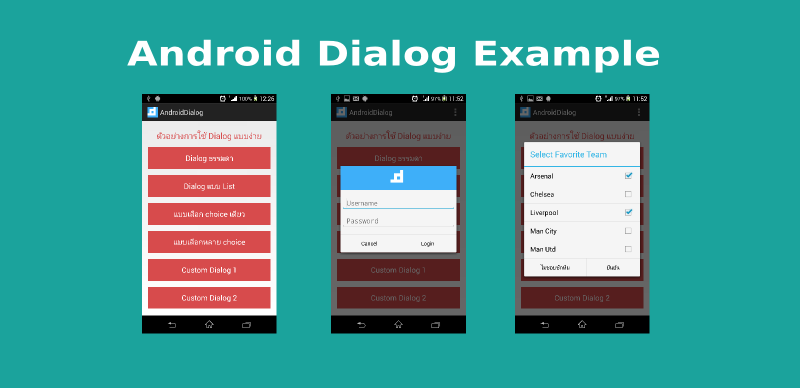 Android Dialog Example
100% 12:26
AndroidDialog
ตัวอย่างการใช้ Dialog แบบง่าย
Dialog ธรรมดา
Dialog แบบ List
แบบเลือก choice เดียว
แบบเลือกหลาย choice
Custom Dialog 1
Custom Dialog 2
97% 11:52
AndroidDialog
ตัวอย่างการใช้ Dialog แบบง่าย
Dialog ธรรมดา
Username
Password
Cancel Login
Custom Dialog 1
Custom Dialog 2
97% 11:52
AndroidDialog
ตัวอย่างการใช้ Dialog แบบง่าย
Select Favorite Team
Arsenal
Chelsea
Liverpool
Man City
Man Utd
ไม่ชอบซักทีม ยืนยัน
Custom Dialog 2